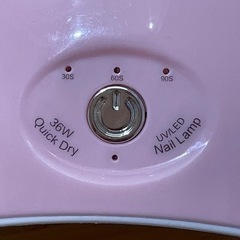 30S 60S 90S
36W
Quick Dry
UV/LED
Nail Lamp